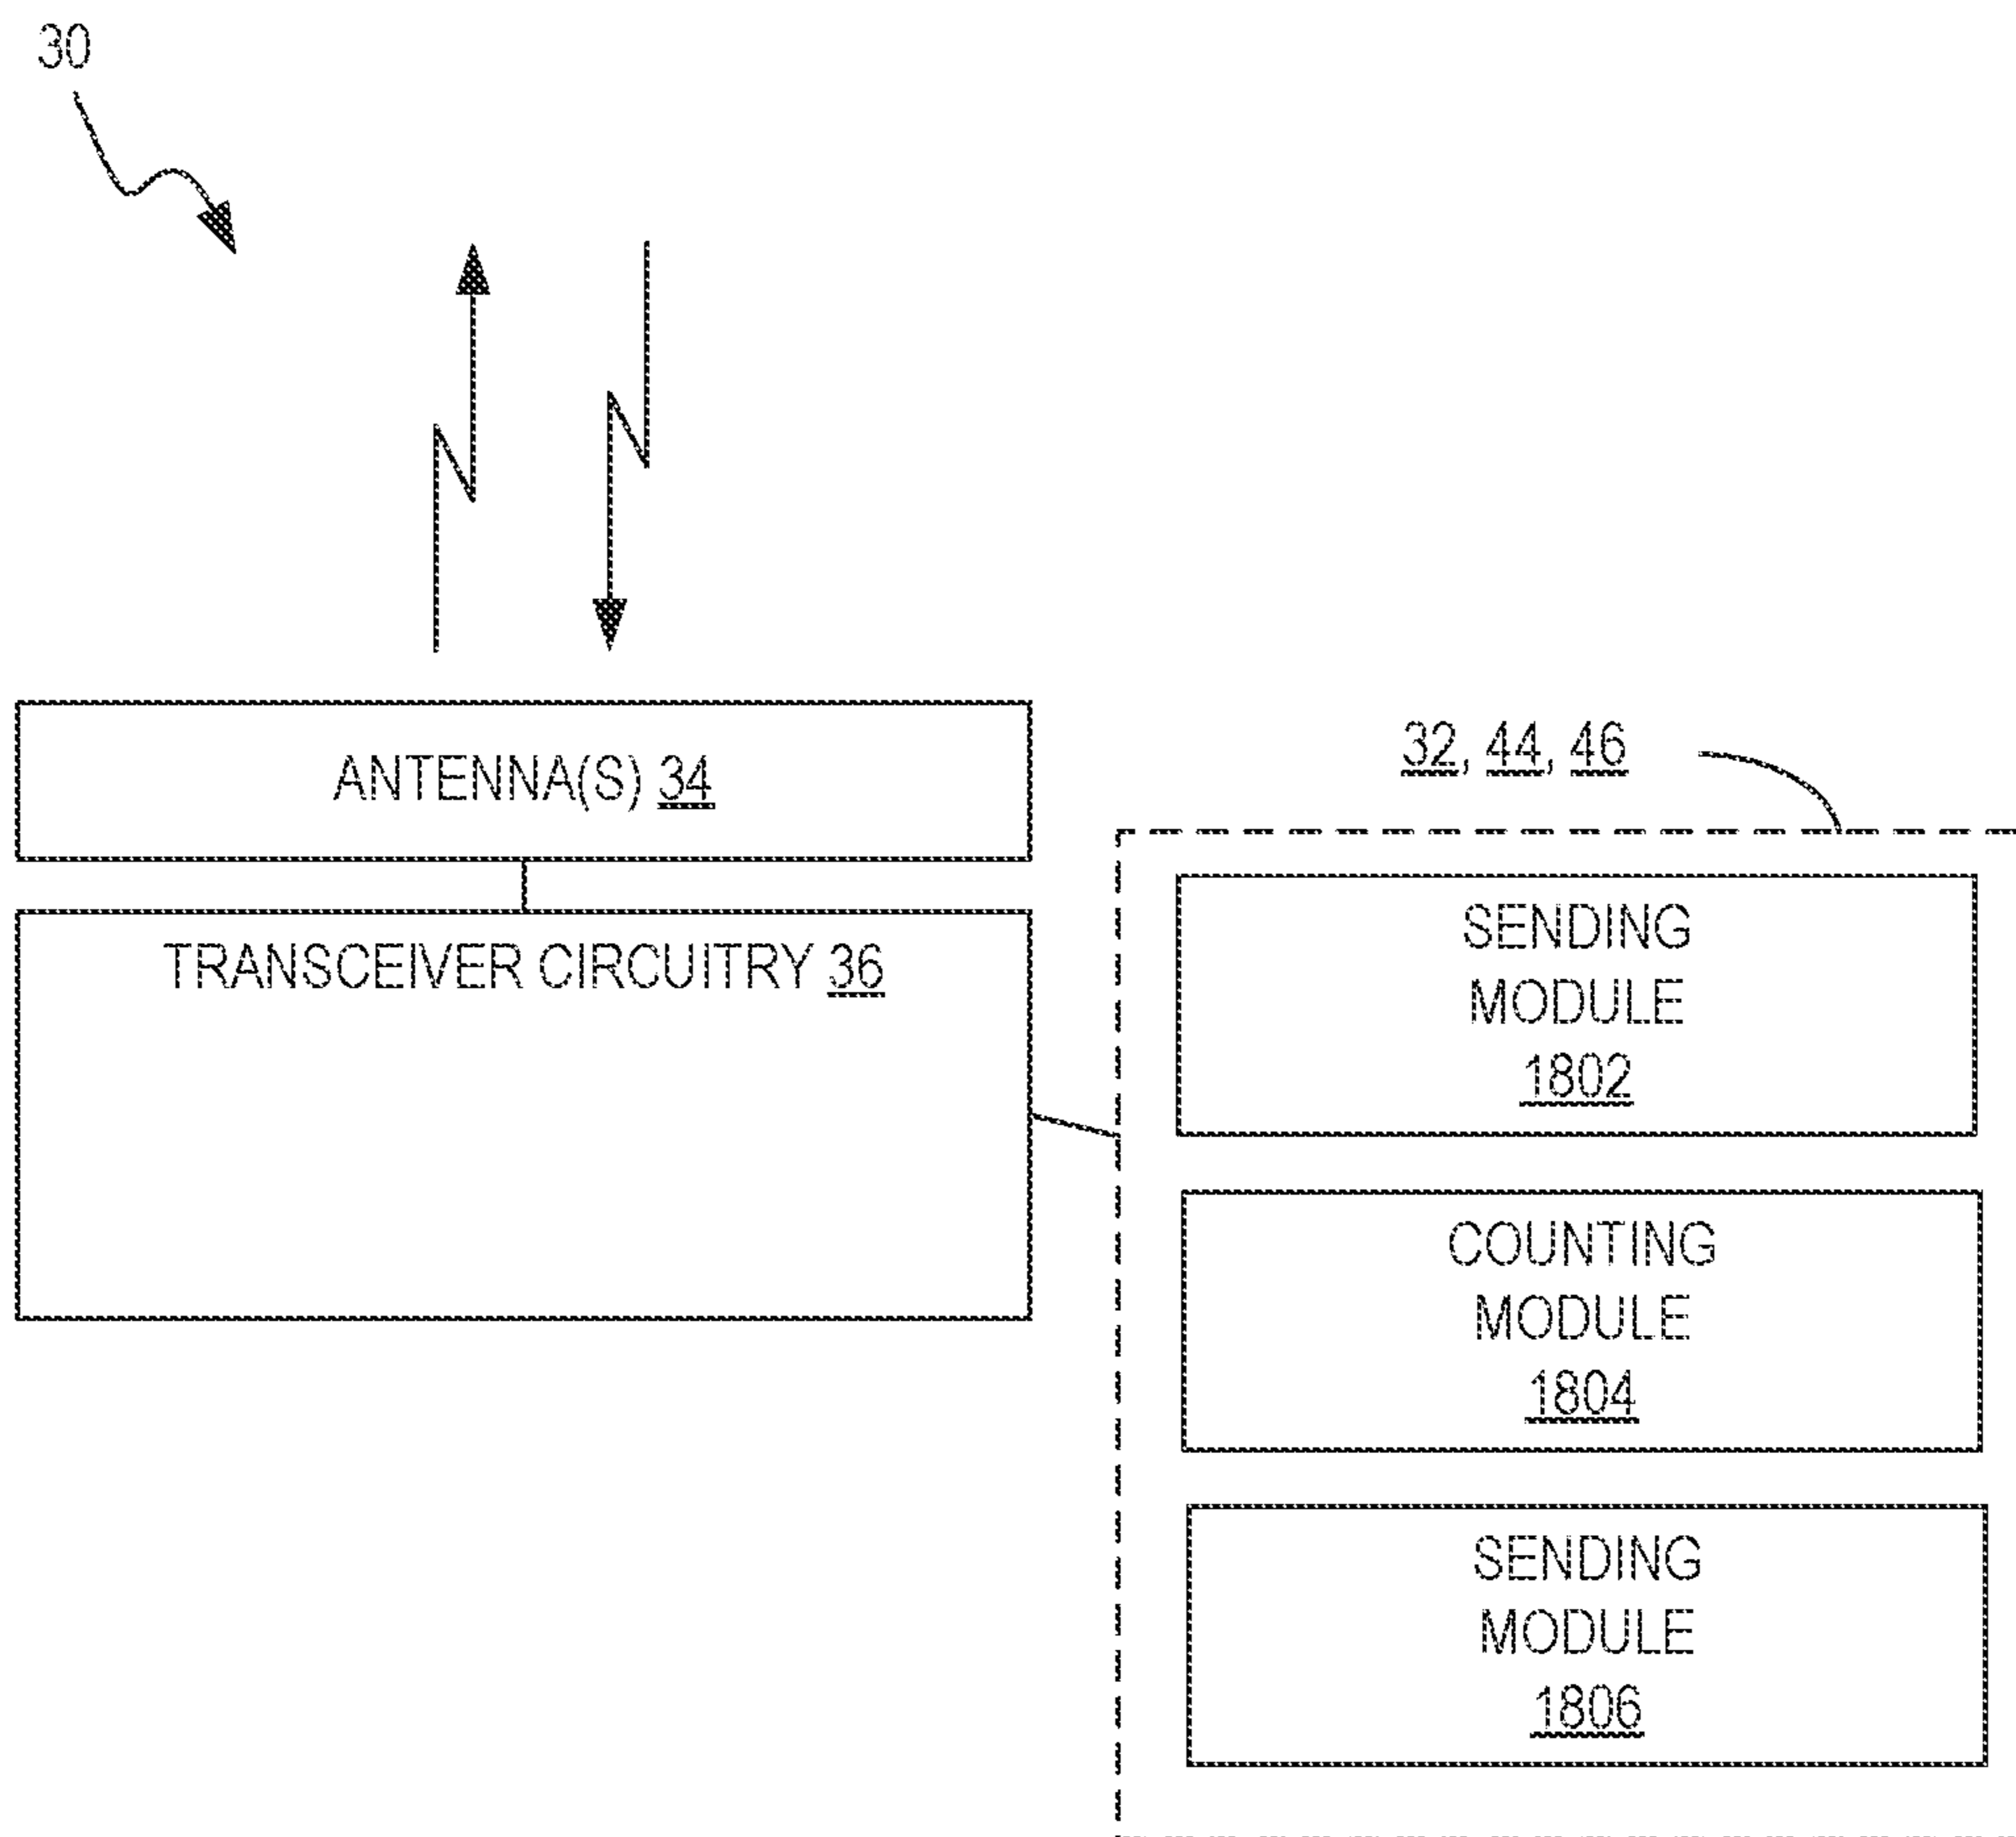 30
ANTENNA(S) 34
32, 44, 46
TRANSCEIVER CIRCUITRY 36
SENDING
MODULE
1802
COUNTING
MODULE
1804
SENDING
MODULE
1806